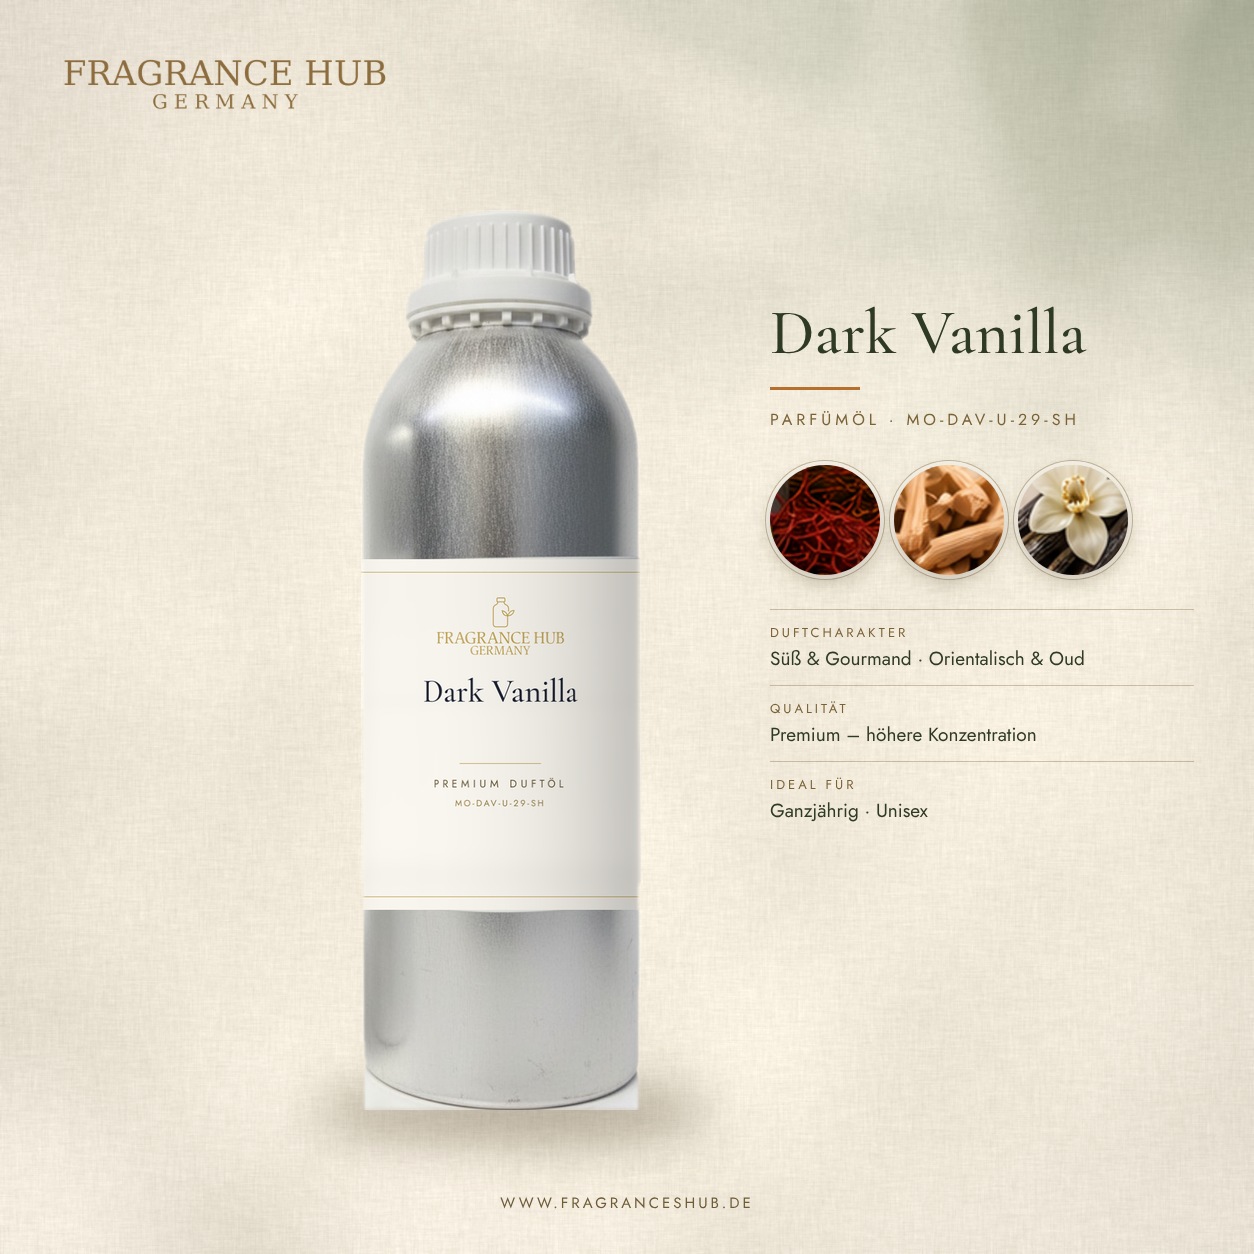 FRAGRANCE HUB
GERMANY
Dark Vanilla
PARFÜMÖL · MO-DAV-U-29-SH
DUFTCHARAKTER
Süß & Gourmand · Orientalisch & Oud
QUALITÄT
Premium – höhere Konzentration
IDEAL FÜR
Ganzjährig · Unisex
FRAGRANCE HUB
GERMANY
Dark Vanilla
PREMIUM DUFTÖL
MO-DAV-U-29-SH
WWW.FRAGRANCESHUB.DE